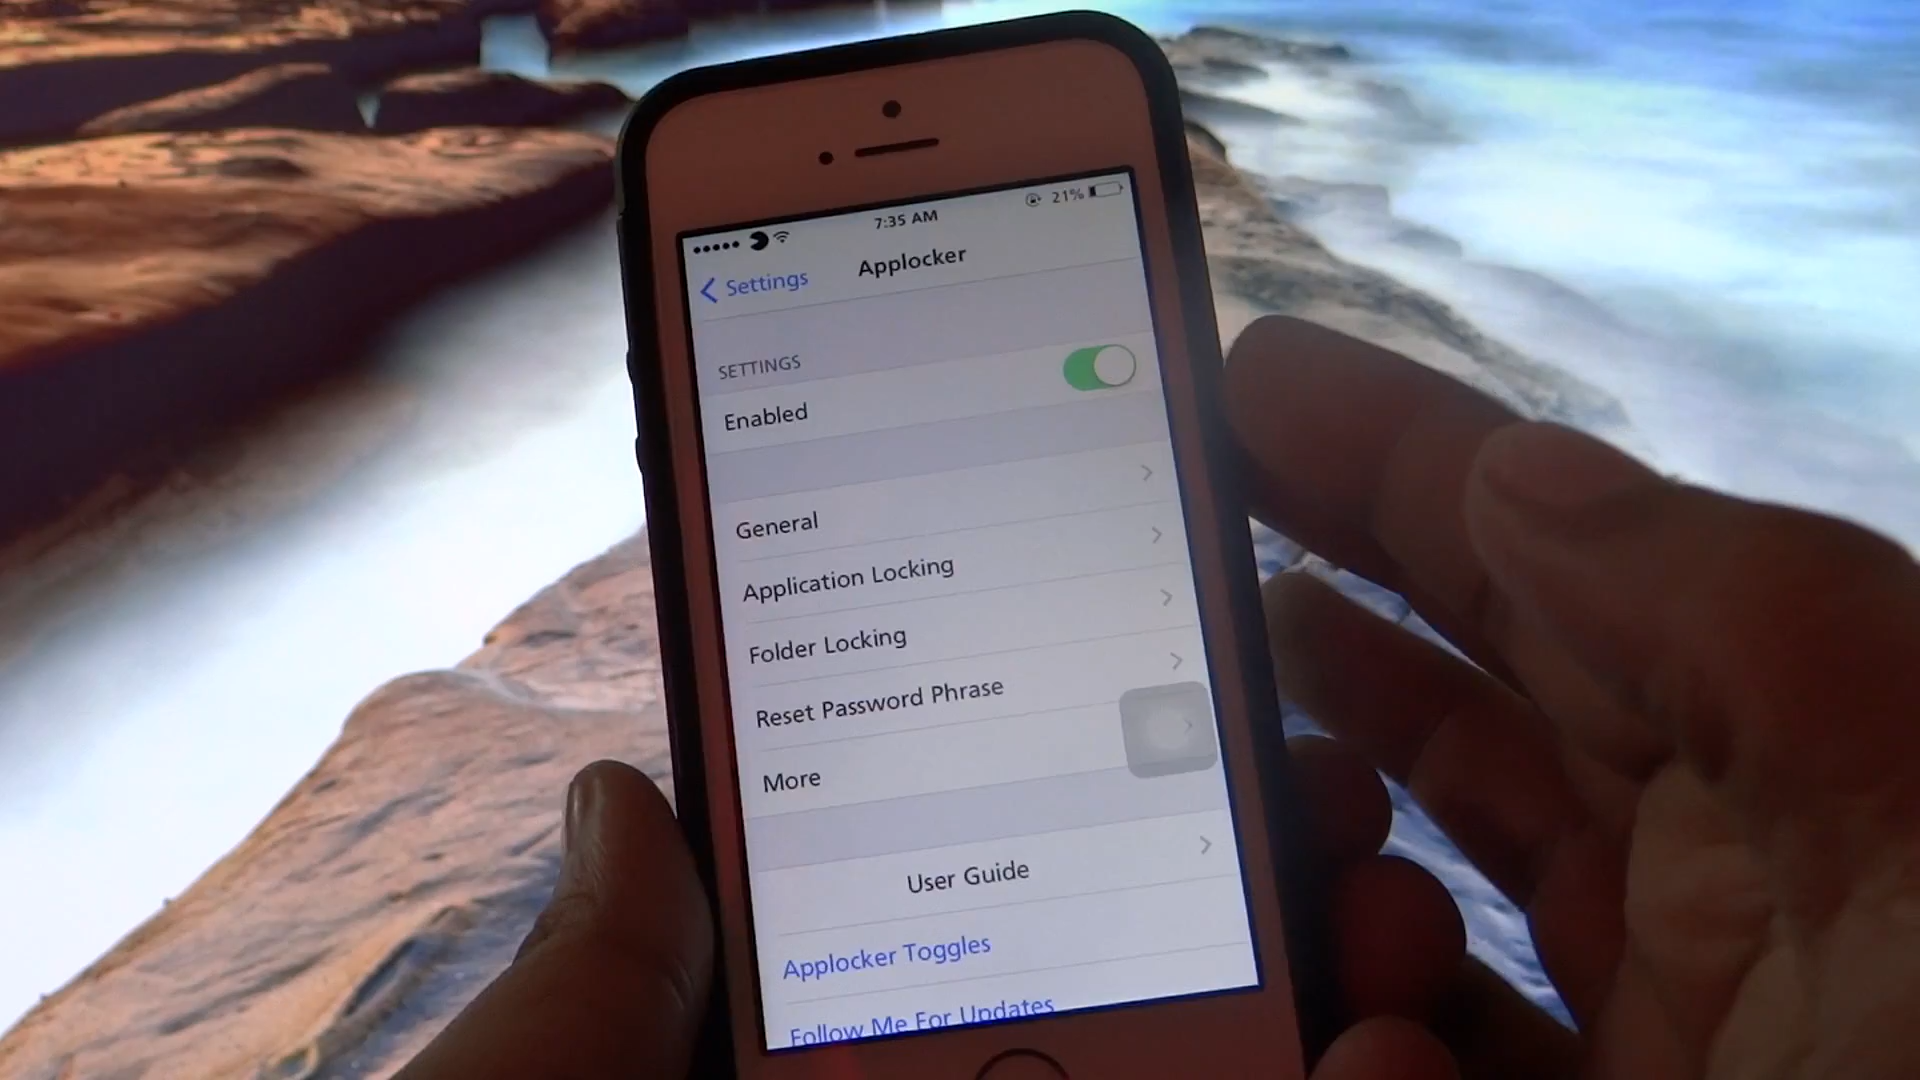 7:35 AM
21%
Settings
Applocker
SETTINGS
Enabled
General
Application Locking
Folder Locking
Reset Password Phrase
More
User Guide
Applocker Toggles
Follow Me For Updates